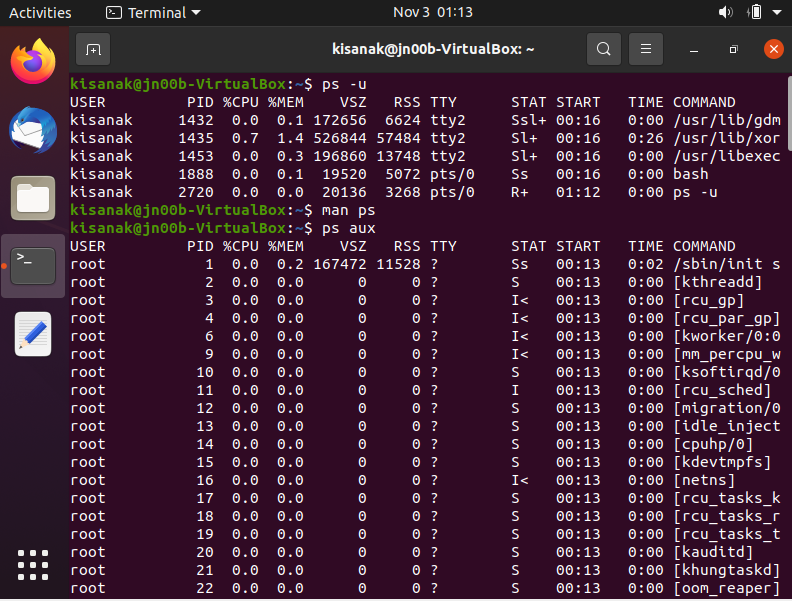 Activities Terminal Nov 3 01:13
kisanak@jn00b-VirtualBox: ~
kisanak@jn00b-VirtualBox:~$ ps -u
USER PID %CPU %MEM VSZ RSS TTY STAT START TIME COMMAND
kisanak 1432 0.0 0.1 172656 6624 tty2 Ssl+ 00:16 0:00 /usr/lib/gdm
kisanak 1435 0.7 1.4 526844 57484 tty2 Sl+ 00:16 0:26 /usr/lib/xor
kisanak 1453 0.0 0.3 196860 13748 tty2 Sl+ 00:16 0:00 /usr/libexec
kisanak 1888 0.0 0.1 19520 5072 pts/0 Ss 00:16 0:00 bash
kisanak 2720 0.0 0.0 20136 3268 pts/0 R+ 01:12 0:00 ps -u
kisanak@jn00b-VirtualBox:~$ man ps
kisanak@jn00b-VirtualBox:~$ ps aux
USER PID %CPU %MEM VSZ RSS TTY STAT START TIME COMMAND
root 1 0.0 0.2 167472 11528 ? Ss 00:13 0:02 /sbin/init s
root 2 0.0 0.0 0 0 ? S 00:13 0:00 [kthreadd]
root 3 0.0 0.0 0 0 ? I< 00:13 0:00 [rcu_gp]
root 4 0.0 0.0 0 0 ? I< 00:13 0:00 [rcu_par_gp]
root 6 0.0 0.0 0 0 ? I< 00:13 0:00 [kworker/0:0
root 9 0.0 0.0 0 0 ? I< 00:13 0:00 [mm_percpu_w
root 10 0.0 0.0 0 0 ? S 00:13 0:00 [ksoftirqd/0
root 11 0.0 0.0 0 0 ? I 00:13 0:00 [rcu_sched]
root 12 0.0 0.0 0 0 ? S 00:13 0:00 [migration/0
root 13 0.0 0.0 0 0 ? S 00:13 0:00 [idle_inject
root 14 0.0 0.0 0 0 ? S 00:13 0:00 [cpuhp/0]
root 15 0.0 0.0 0 0 ? S 00:13 0:00 [kdevtmpfs]
root 16 0.0 0.0 0 0 ? I< 00:13 0:00 [netns]
root 17 0.0 0.0 0 0 ? S 00:13 0:00 [rcu_tasks_k
root 18 0.0 0.0 0 0 ? S 00:13 0:00 [rcu_tasks_r
root 19 0.0 0.0 0 0 ? S 00:13 0:00 [rcu_tasks_t
root 20 0.0 0.0 0 0 ? S 00:13 0:00 [kauditd]
root 21 0.0 0.0 0 0 ? S 00:13 0:00 [khungtaskd]
root 22 0.0 0.0 0 0 ? S 00:13 0:00 [oom_reaper]